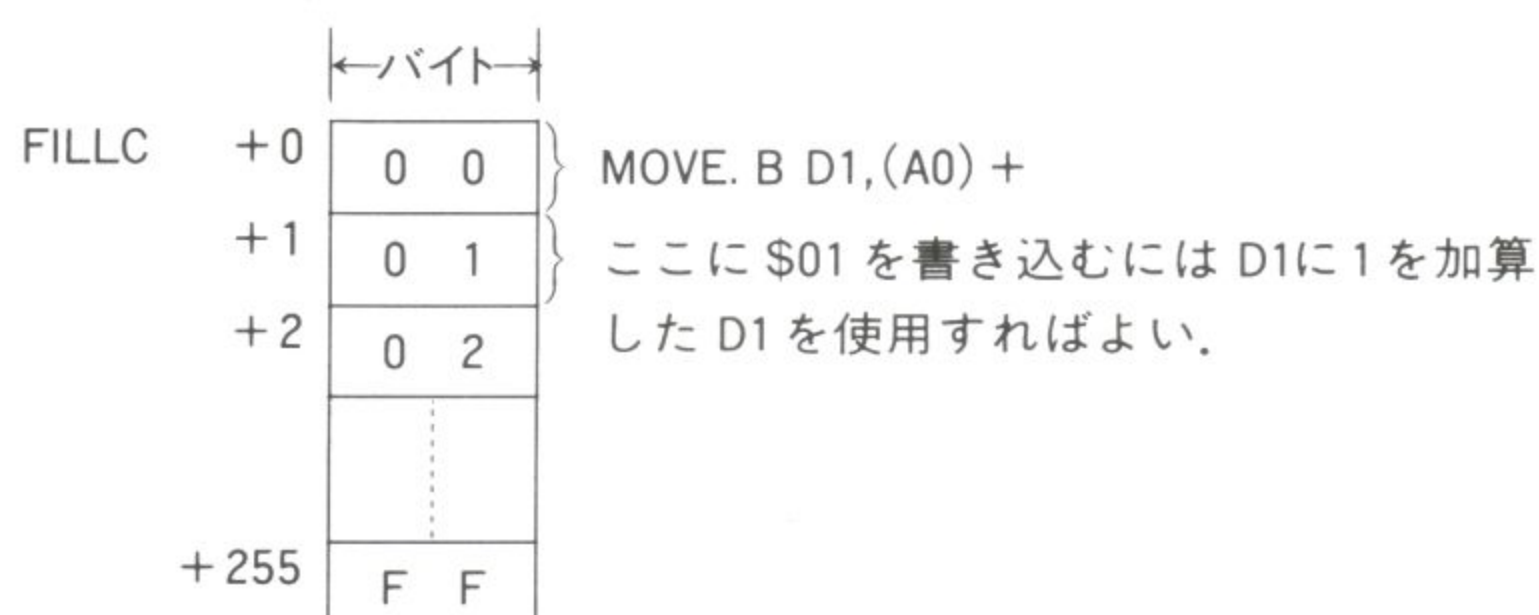 バイト
FILLC +0 0 0 MOVE. B D1,(A0)+
+1 0 1 ここに $01 を書き込むには D1に1を加算
+2 0 2 した D1 を使用すればよい.
+255 F F